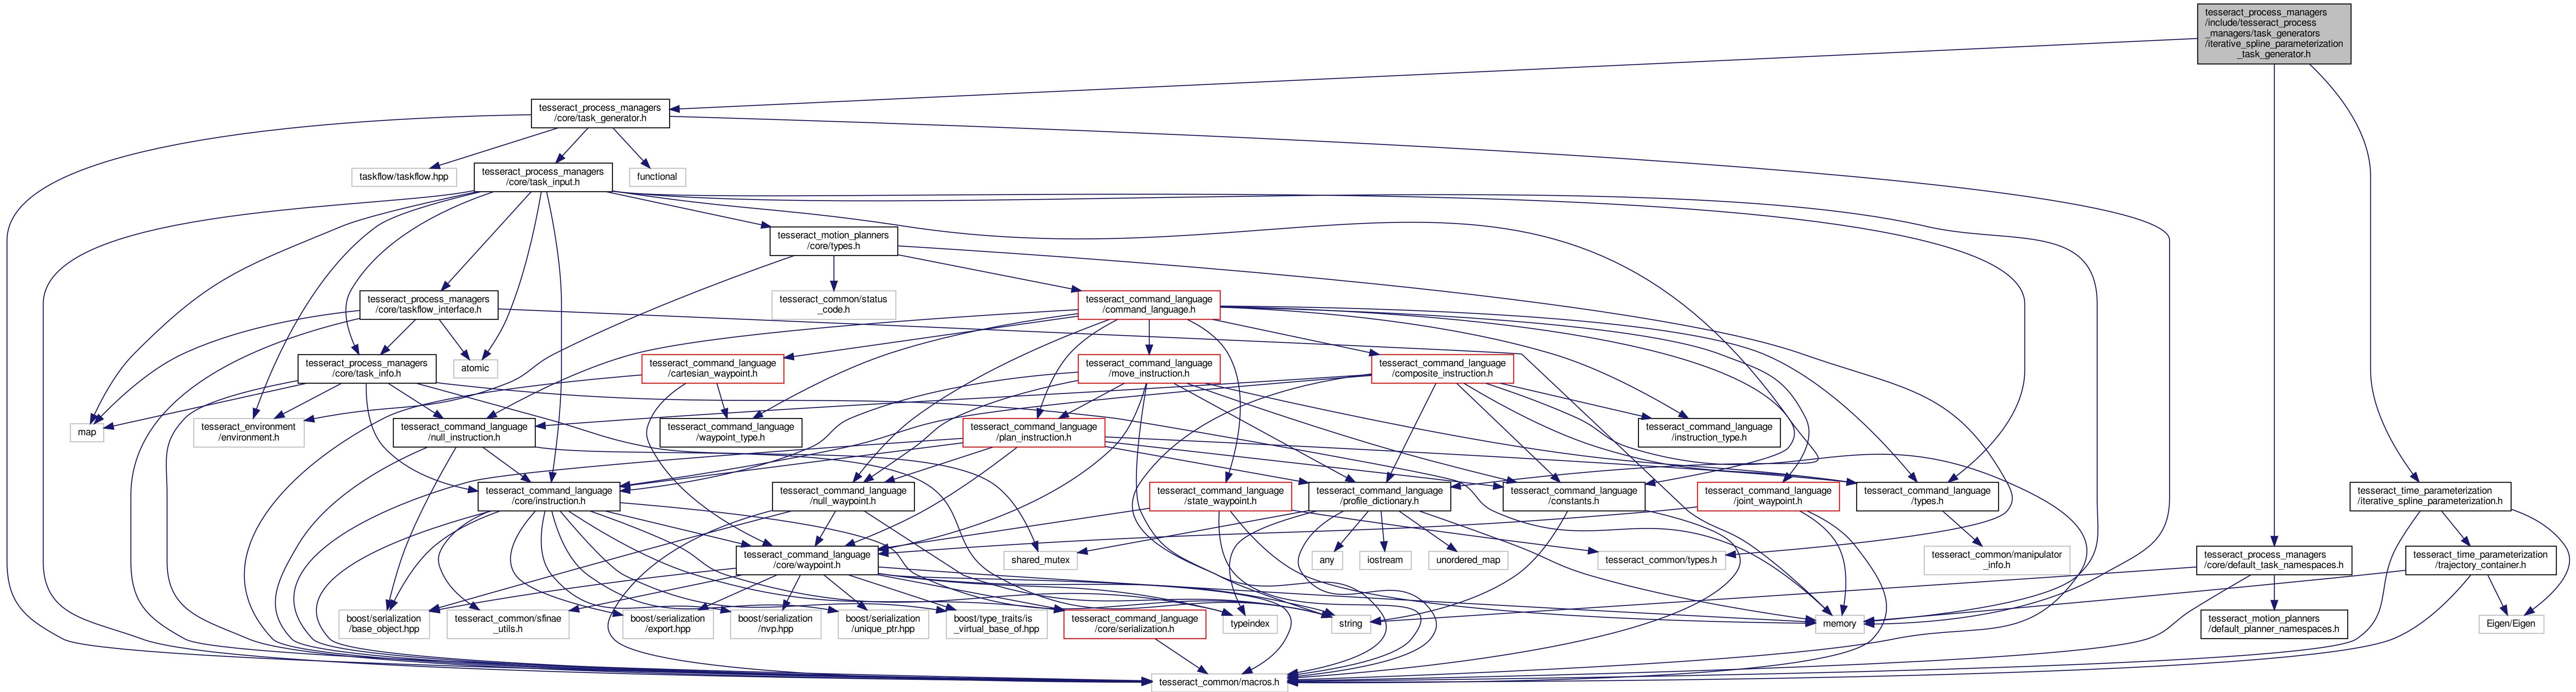 tesseract_process_managers
/include/tesseract_process
_managers/task_generators
/iterative_spline_parameterization
_task_generator.h
tesseract_process_managers
/core/task_generator.h
taskflow/taskflow.hpp
tesseract_process_managers
/core/task_input.h
functional
tesseract_motion_planners
/core/types.h
tesseract_process_managers
/core/taskflow_interface.h
tesseract_common/status
_code.h
tesseract_command_language
/command_language.h
tesseract_process_managers
/core/task_info.h
atomic
tesseract_command_language
/cartesian_waypoint.h
tesseract_command_language
/move_instruction.h
tesseract_command_language
/composite_instruction.h
map
tesseract_environment
/environment.h
tesseract_command_language
/null_instruction.h
tesseract_command_language
/waypoint_type.h
tesseract_command_language
/plan_instruction.h
tesseract_command_language
/instruction_type.h
tesseract_command_language
/core/instruction.h
tesseract_command_language
/null_waypoint.h
tesseract_command_language
/state_waypoint.h
tesseract_command_language
/profile_dictionary.h
tesseract_command_language
/constants.h
tesseract_command_language
/joint_waypoint.h
tesseract_command_language
/types.h
tesseract_time_parameterization
/iterative_spline_parameterization.h
tesseract_command_language
/core/waypoint.h
shared_mutex
any
iostream
unordered_map
tesseract_common/types.h
tesseract_common/manipulator
_info.h
tesseract_process_managers
/core/default_task_namespaces.h
tesseract_time_parameterization
/trajectory_container.h
boost/serialization
/base_object.hpp
tesseract_common/sfinae
_utils.h
boost/serialization
/export.hpp
boost/serialization
/nvp.hpp
boost/serialization
/unique_ptr.hpp
boost/type_traits/is
_virtual_base_of.hpp
tesseract_command_language
/core/serialization.h
typeindex
string
memory
tesseract_motion_planners
/default_planner_namespaces.h
Eigen/Eigen
tesseract_common/macros.h